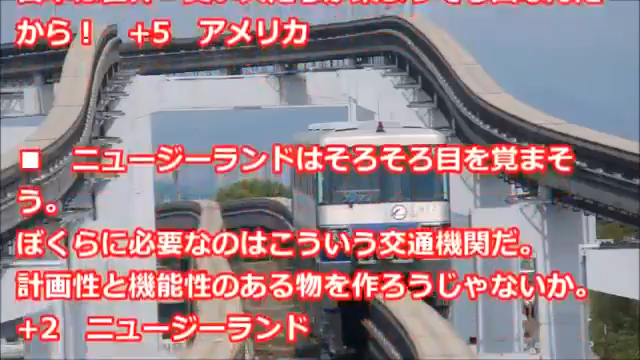 から！　+5　アメリカ
■　ニュージーランドはそろそろ目を覚まそ
う。
ぼくらに必要なのはこういう交通機関だ。
計画性と機能性のある物を作ろうじゃないか。
+2　ニュージーランド